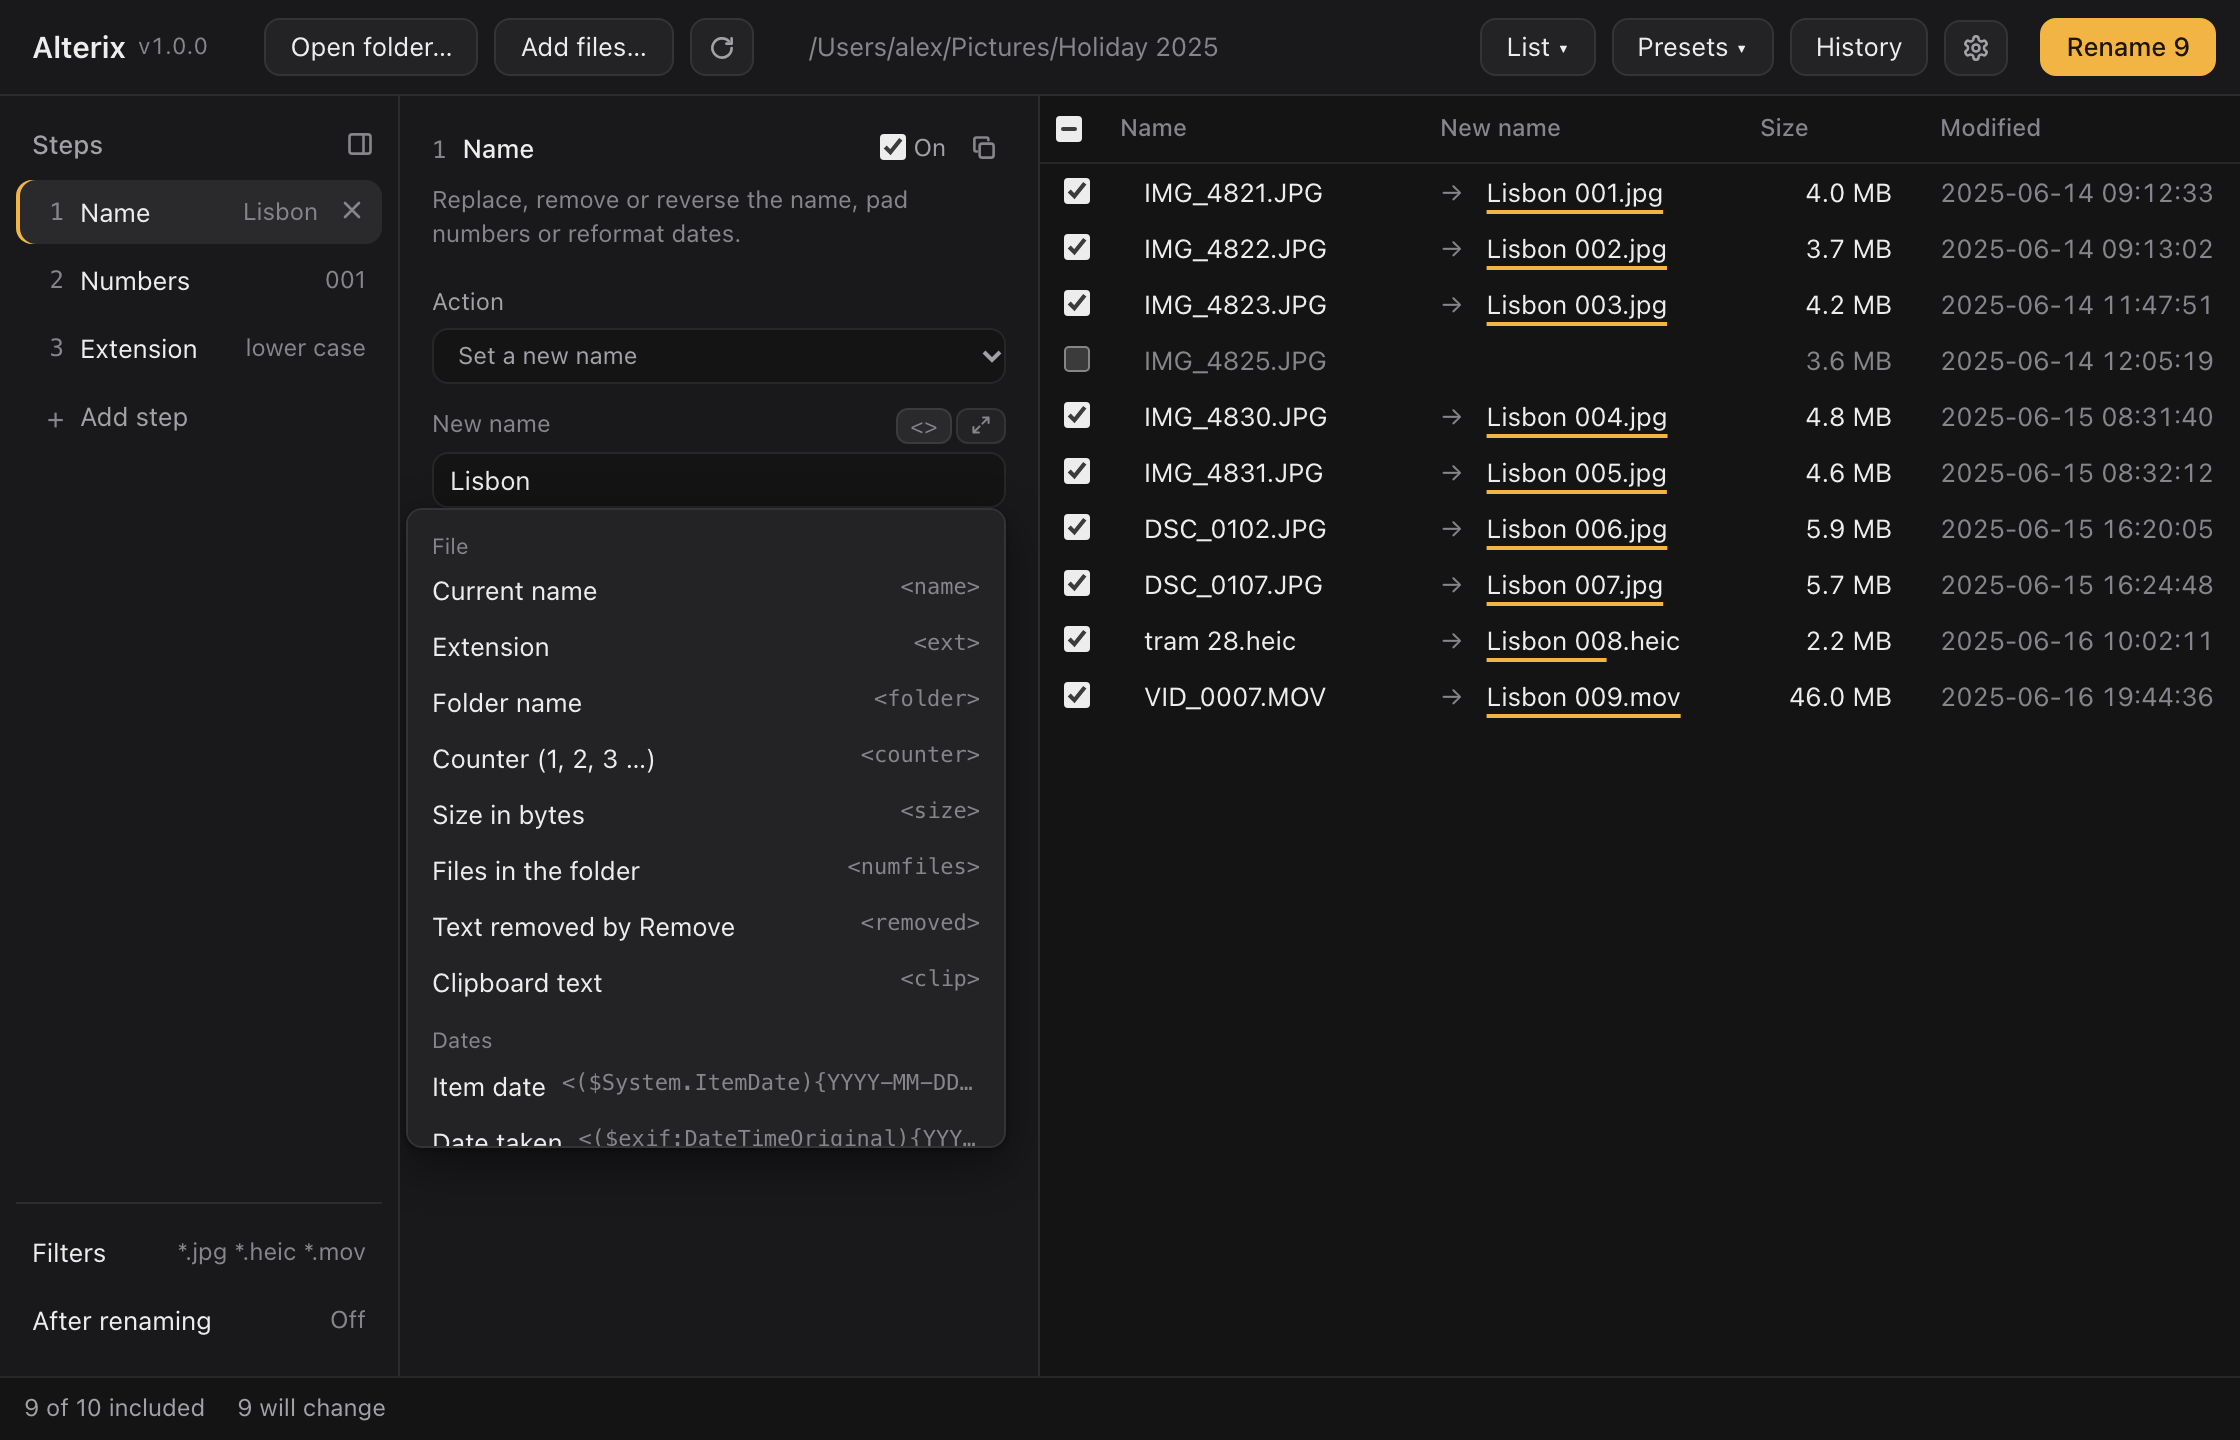 Alterix v1.0.0 Open folder... Add files... /Users/alex/Pictures/Holiday 2025 List ▾ Presets ▾ History Rename 9
Steps
1 Name Lisbon ×
2 Numbers 001
3 Extension lower case
+ Add step
Filters *.jpg *.heic *.mov
After renaming Off
1 Name On
Replace, remove or reverse the name, pad
numbers or reformat dates.
Action
Set a new name
New name <>
Lisbon
File
Current name <name>
Extension <ext>
Folder name <folder>
Counter (1, 2, 3 ...) <counter>
Size in bytes <size>
Files in the folder <numfiles>
Text removed by Remove <removed>
Clipboard text <clip>
Dates
Item date <($System.ItemDate){YYYY-MM-DD…
Date taken <($exif:DateTimeOriginal){YYY…
Name New name Size Modified
IMG_4821.JPG → Lisbon 001.jpg 4.0 MB 2025-06-14 09:12:33
IMG_4822.JPG → Lisbon 002.jpg 3.7 MB 2025-06-14 09:13:02
IMG_4823.JPG → Lisbon 003.jpg 4.2 MB 2025-06-14 11:47:51
IMG_4825.JPG 3.6 MB 2025-06-14 12:05:19
IMG_4830.JPG → Lisbon 004.jpg 4.8 MB 2025-06-15 08:31:40
IMG_4831.JPG → Lisbon 005.jpg 4.6 MB 2025-06-15 08:32:12
DSC_0102.JPG → Lisbon 006.jpg 5.9 MB 2025-06-15 16:20:05
DSC_0107.JPG → Lisbon 007.jpg 5.7 MB 2025-06-15 16:24:48
tram 28.heic → Lisbon 008.heic 2.2 MB 2025-06-16 10:02:11
VID_0007.MOV → Lisbon 009.mov 46.0 MB 2025-06-16 19:44:36
9 of 10 included 9 will change